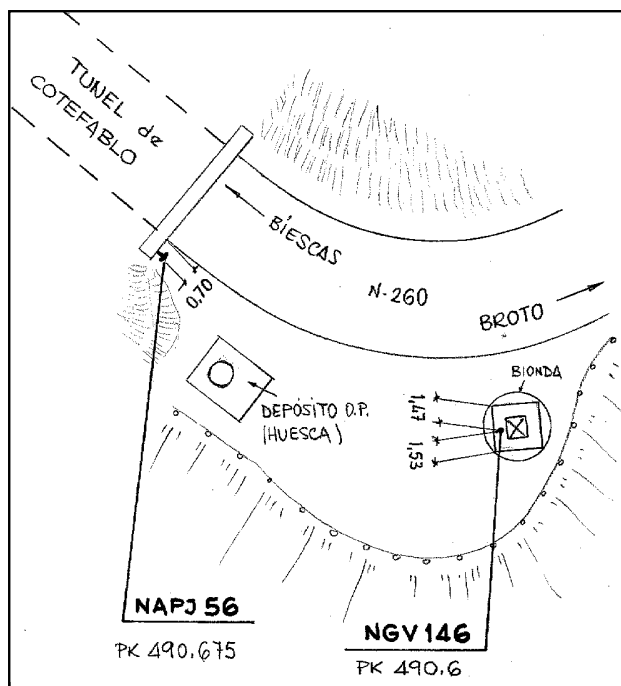 TUNEL de
COTEFABLO
BIESCAS
0,70
N-260
BROTO
BIONDA
1,47
1,53
DEPÓSITO O.P.
(HUESCA)
NAPJ 56
PK 490.675
NGV 146
PK 490.6